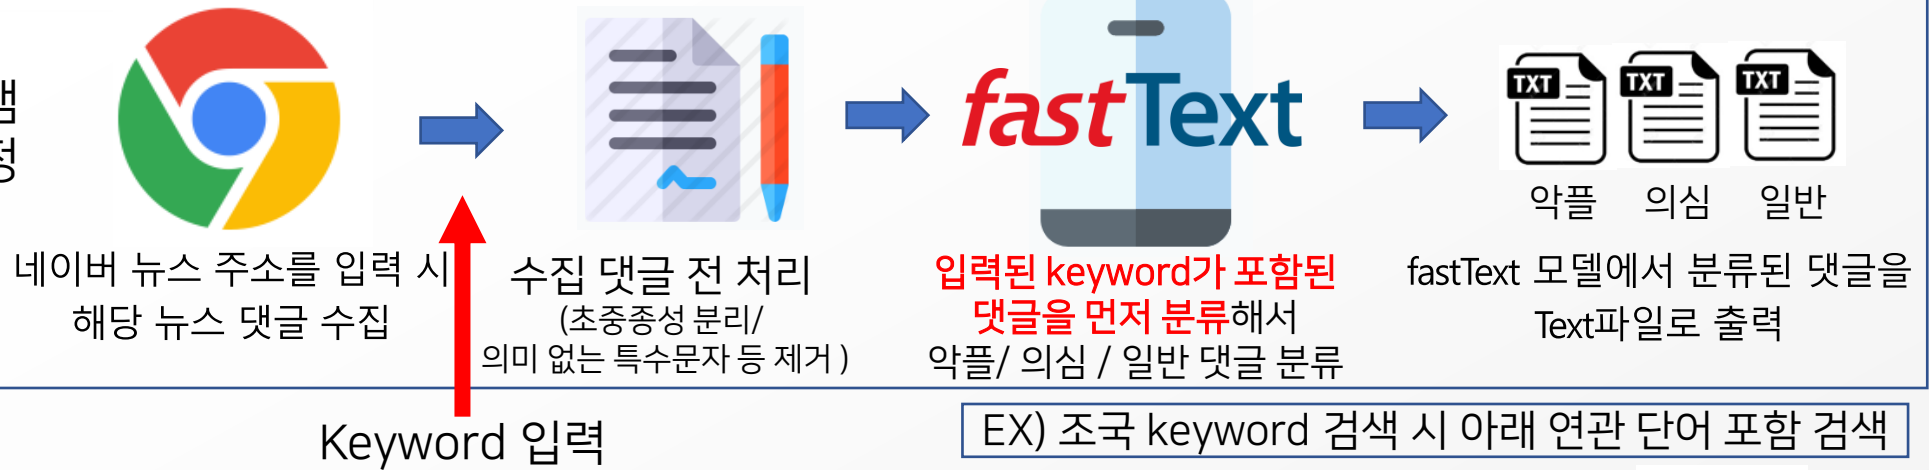 네이버 뉴스 주소를 입력 시
해당 뉴스 댓글 수집
Keyword 입력
수집 댓글 전 처리
(초중종성 분리/
의미 없는 특수문자 등 제거 )
fastText
입력된 keyword가 포함된
댓글을 먼저 분류해서
악플/ 의심 / 일반 댓글 분류
TXT TXT TXT
악플 의심 일반
fastText 모델에서 분류된 댓글을
Text파일로 출력
EX) 조국 keyword 검색 시 아래 연관 단어 포함 검색